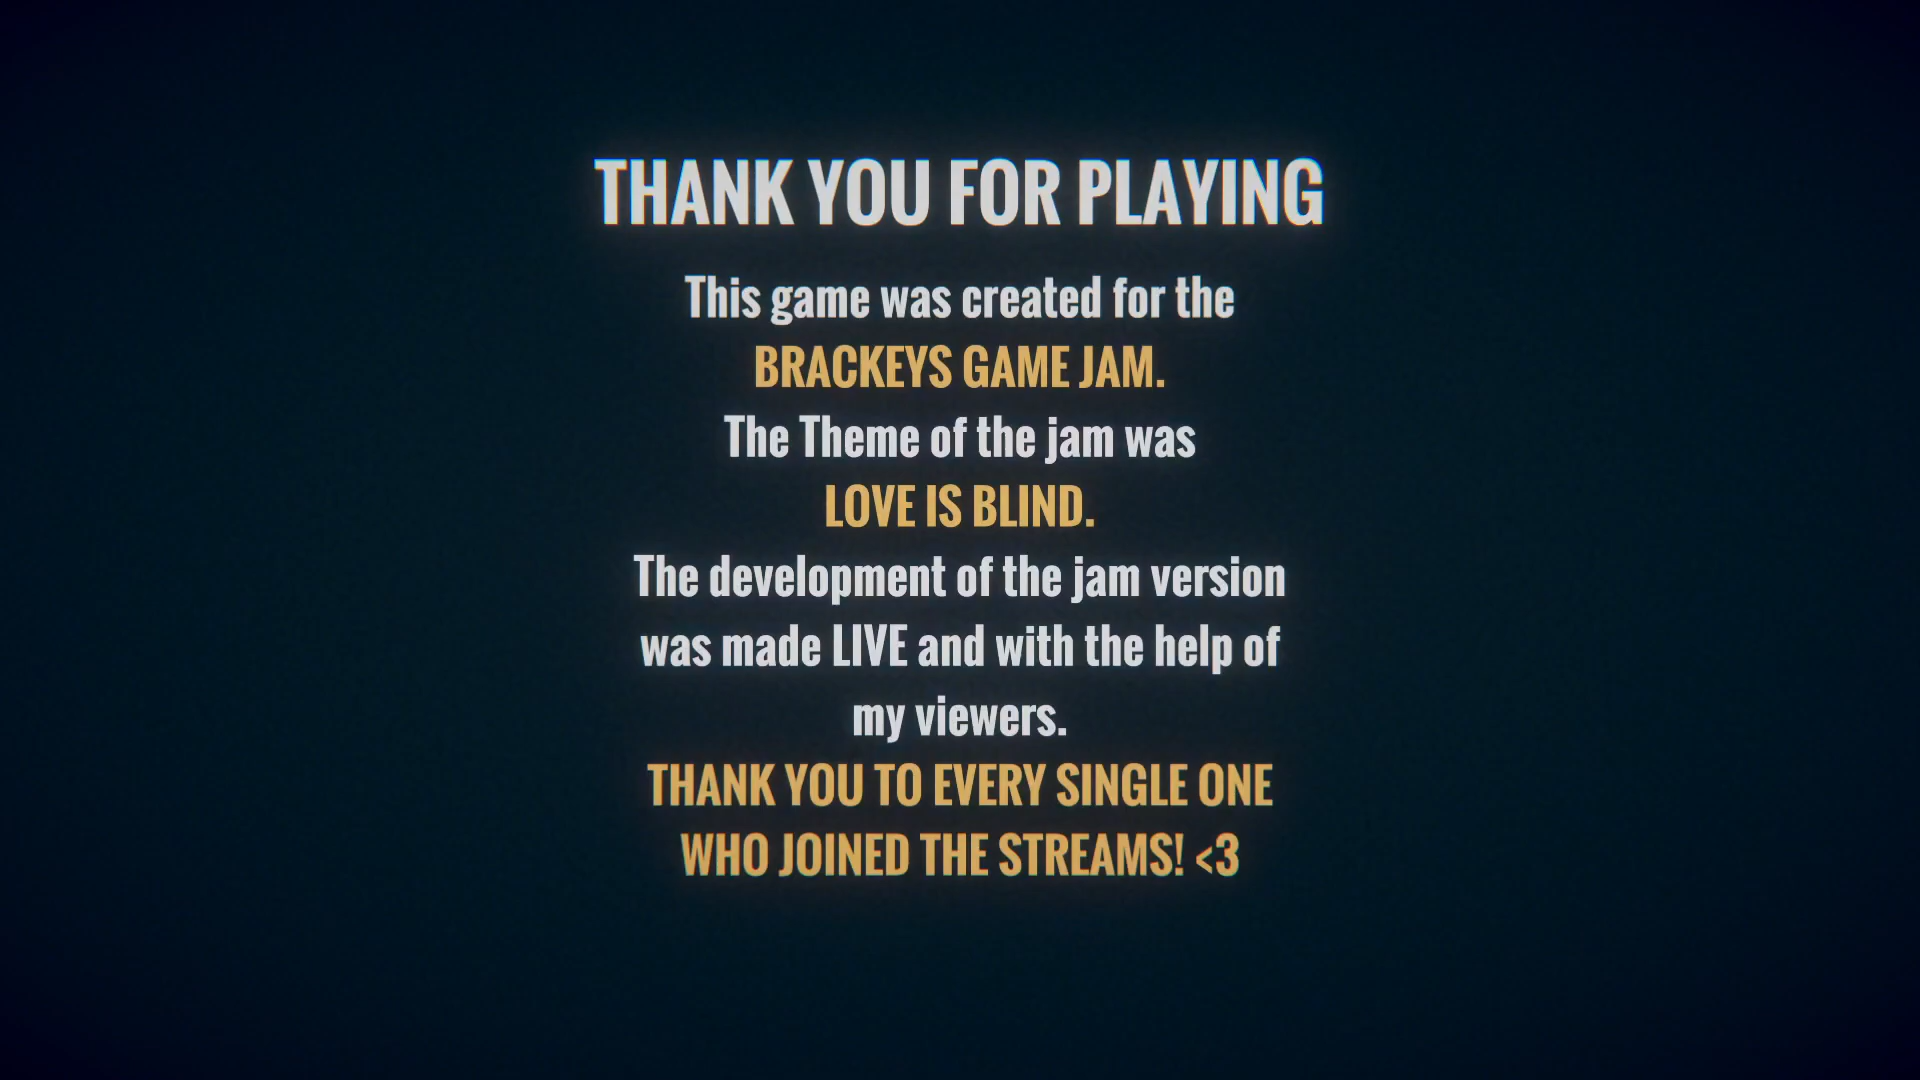 THANK YOU FOR PLAYING
This game was created for the
BRACKEYS GAME JAM.
The Theme of the jam was
LOVE IS BLIND.
The development of the jam version
was made LIVE and with the help of
my viewers.
THANK YOU TO EVERY SINGLE ONE
WHO JOINED THE STREAMS! <3